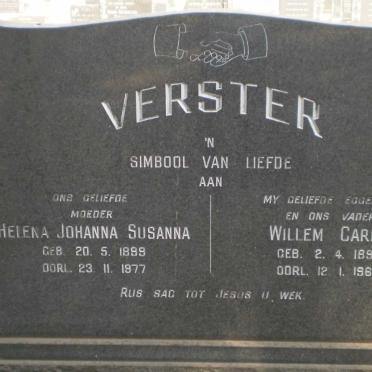 VERSTER
'N
SIMBOOL VAN LIEFDE
AAN
ONS GELIEFDE
MOEDER
HELENA JOHANNA SUSANNA
GEB. 20. 5. 1899
OORL. 23. 11. 1977
MY GELIEFDE
EN ONS VADER
WILLEM
GEB. 2. 4.
OORL. 12. 1.
RUS SAG TOT JESUS U WEK.